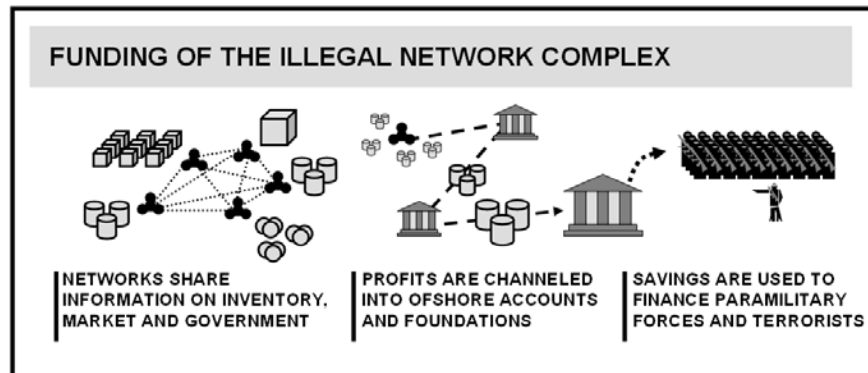 FUNDING OF THE ILLEGAL NETWORK COMPLEX
NETWORKS SHARE
INFORMATION ON INVENTORY,
MARKET AND GOVERNMENT
PROFITS ARE CHANNELED
INTO OFSHORE ACCOUNTS
AND FOUNDATIONS
SAVINGS ARE USED TO
FINANCE PARAMILITARY
FORCES AND TERRORISTS